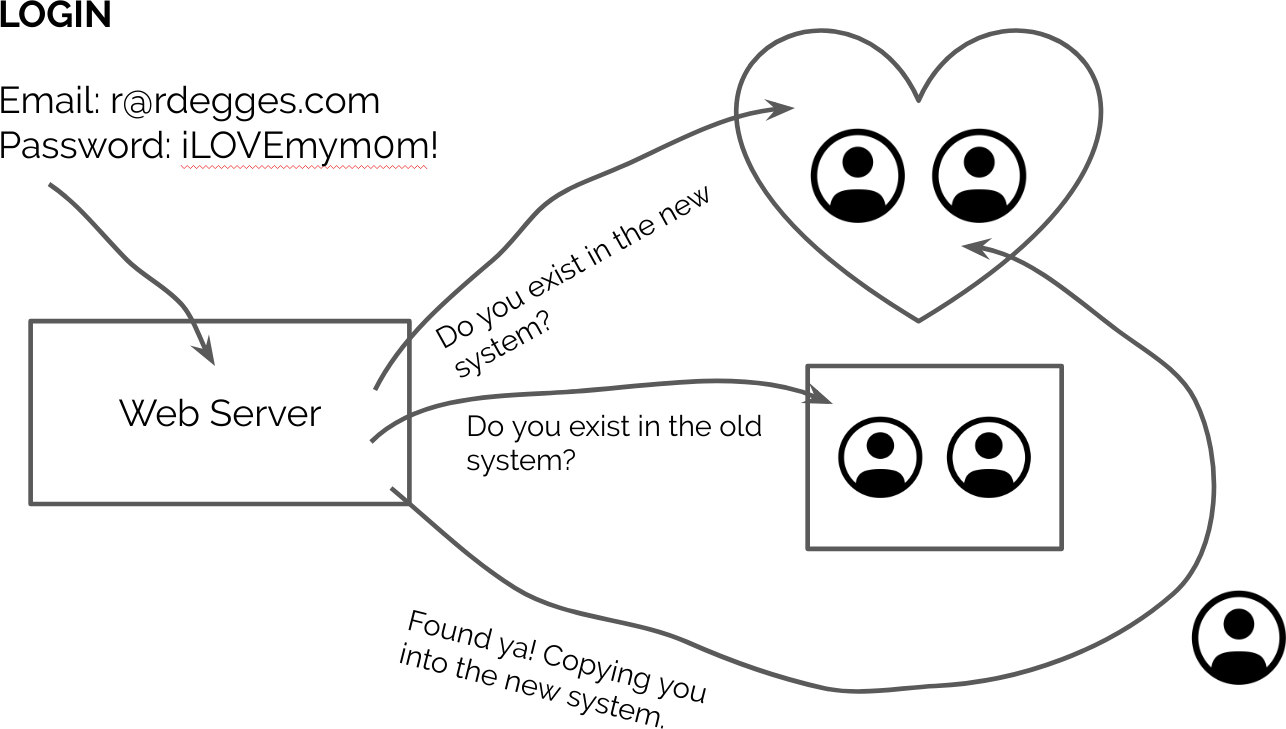 LOGIN
Email: r@rdegges.com
Password: iLOVEmym0m!
Do you exist in the new
system?
Web Server
Do you exist in the old
system?
Found ya! Copying you
into the new system.